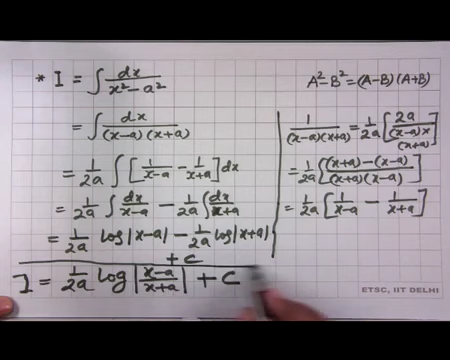 * I = ∫ dx/(x²-a²)
= ∫ dx/((x-a)(x+a))
= 1/2a ∫ [1/(x-a) - 1/(x+a)] dx
= 1/2a ∫ dx/(x-a) - 1/2a ∫ dx/(x+a)
= 1/2a log|x-a| - 1/2a log|x+a|
+ C
I = 1/2a log |(x-a)/(x+a)| + C
A²-B² = (A-B)(A+B)
1/((x-a)(x+a)) = 1/2a [2a/((x-a)x(x+a))]
= 1/2a [((x+a)-(x-a))/((x+a)(x-a))]
= 1/2a [1/(x-a) - 1/(x+a)]
ETSC, IIT DELHI